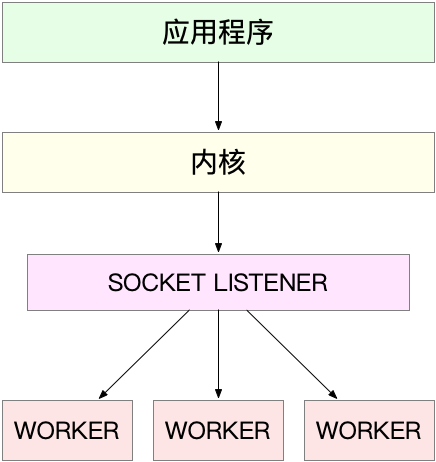 应用程序
内核
SOCKET LISTENER
WORKER
WORKER
WORKER